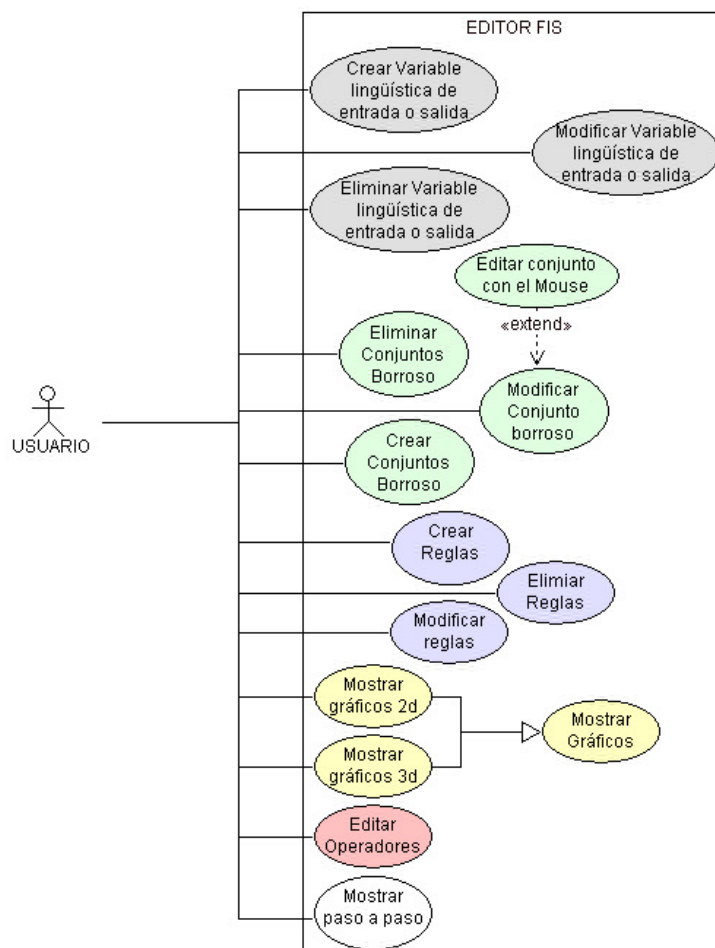 EDITOR FIS
Crear Variable
lingüística de
entrada o salida
Modificar Variable
lingüística de
entrada o salida
Eliminar Variable
lingüística de
entrada o salida
Editar conjunto
con el Mouse
«extend»
Eliminar
Conjuntos
Borroso
Modificar
Conjunto
borroso
USUARIO
Crear
Conjuntos
Borroso
Crear
Reglas
Elimiar
Reglas
Modificar
reglas
Mostrar
gráficos 2d
Mostrar
Gráficos
Mostrar
gráficos 3d
Editar
Operadores
Mostrar
paso a paso